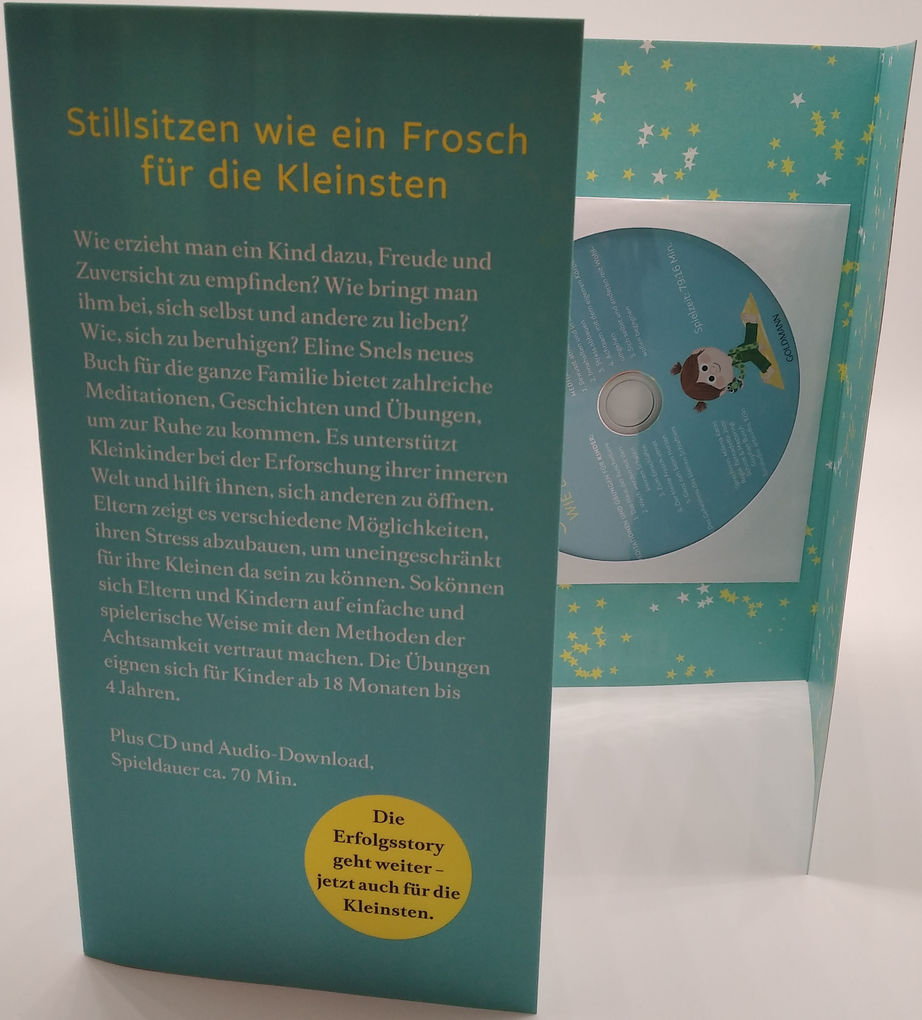 Stillsitzen wie ein Frosch
für die Kleinsten
Wie erzieht man ein Kind dazu, Freude und
Zuversicht zu empfinden? Wie bringt man
ihm bei, sich selbst und andere zu lieben?
Wie, sich zu beruhigen? Eline Snels neues
Buch für die ganze Familie bietet zahlreiche
Meditationen, Geschichten und Übungen,
um zur Ruhe zu kommen. Es unterstützt
Kleinkinder bei der Erforschung ihrer inneren
Welt und hilft ihnen, sich anderen zu öffnen.
Eltern zeigt es verschiedene Möglichkeiten,
ihren Stress abzubauen, um uneingeschränkt
für ihre Kleinen da sein zu können. So können
sich Eltern und Kindern auf einfache und
spielerische Weise mit den Methoden der
Achtsamkeit vertraut machen. Die Übungen
eignen sich für Kinder ab 18 Monaten bis
4 Jahren.
Plus CD und Audio-Download,
Spieldauer ca. 70 Min.
Die
Erfolgsstory
geht weiter –
jetzt auch für die
Kleinsten.
Spielzeit: 79:16 Min.
GOLDMANN